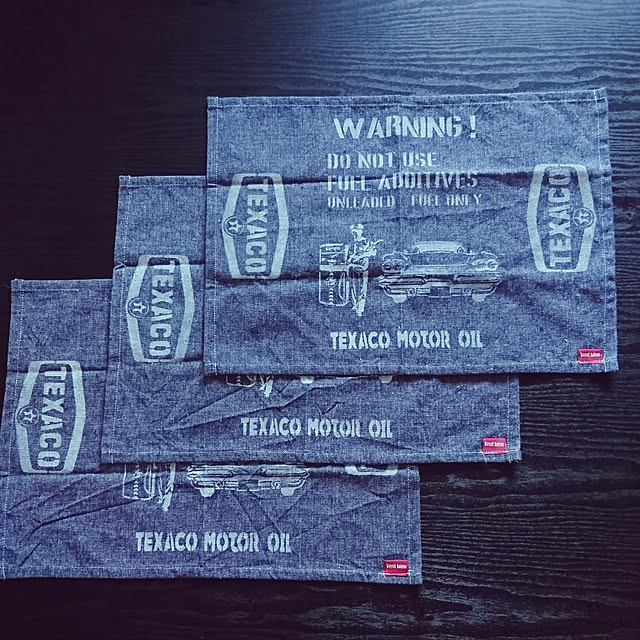 WARNING!
DO NOT USE
FUEL ADDITIVES
UNLEADED FUEL ONLY
TEXACO
TEXACO
TEXACO MOTOR OIL
TEXACO
TEXACO MOTOR OIL
TEXACO
TEXACO MOTOR OIL